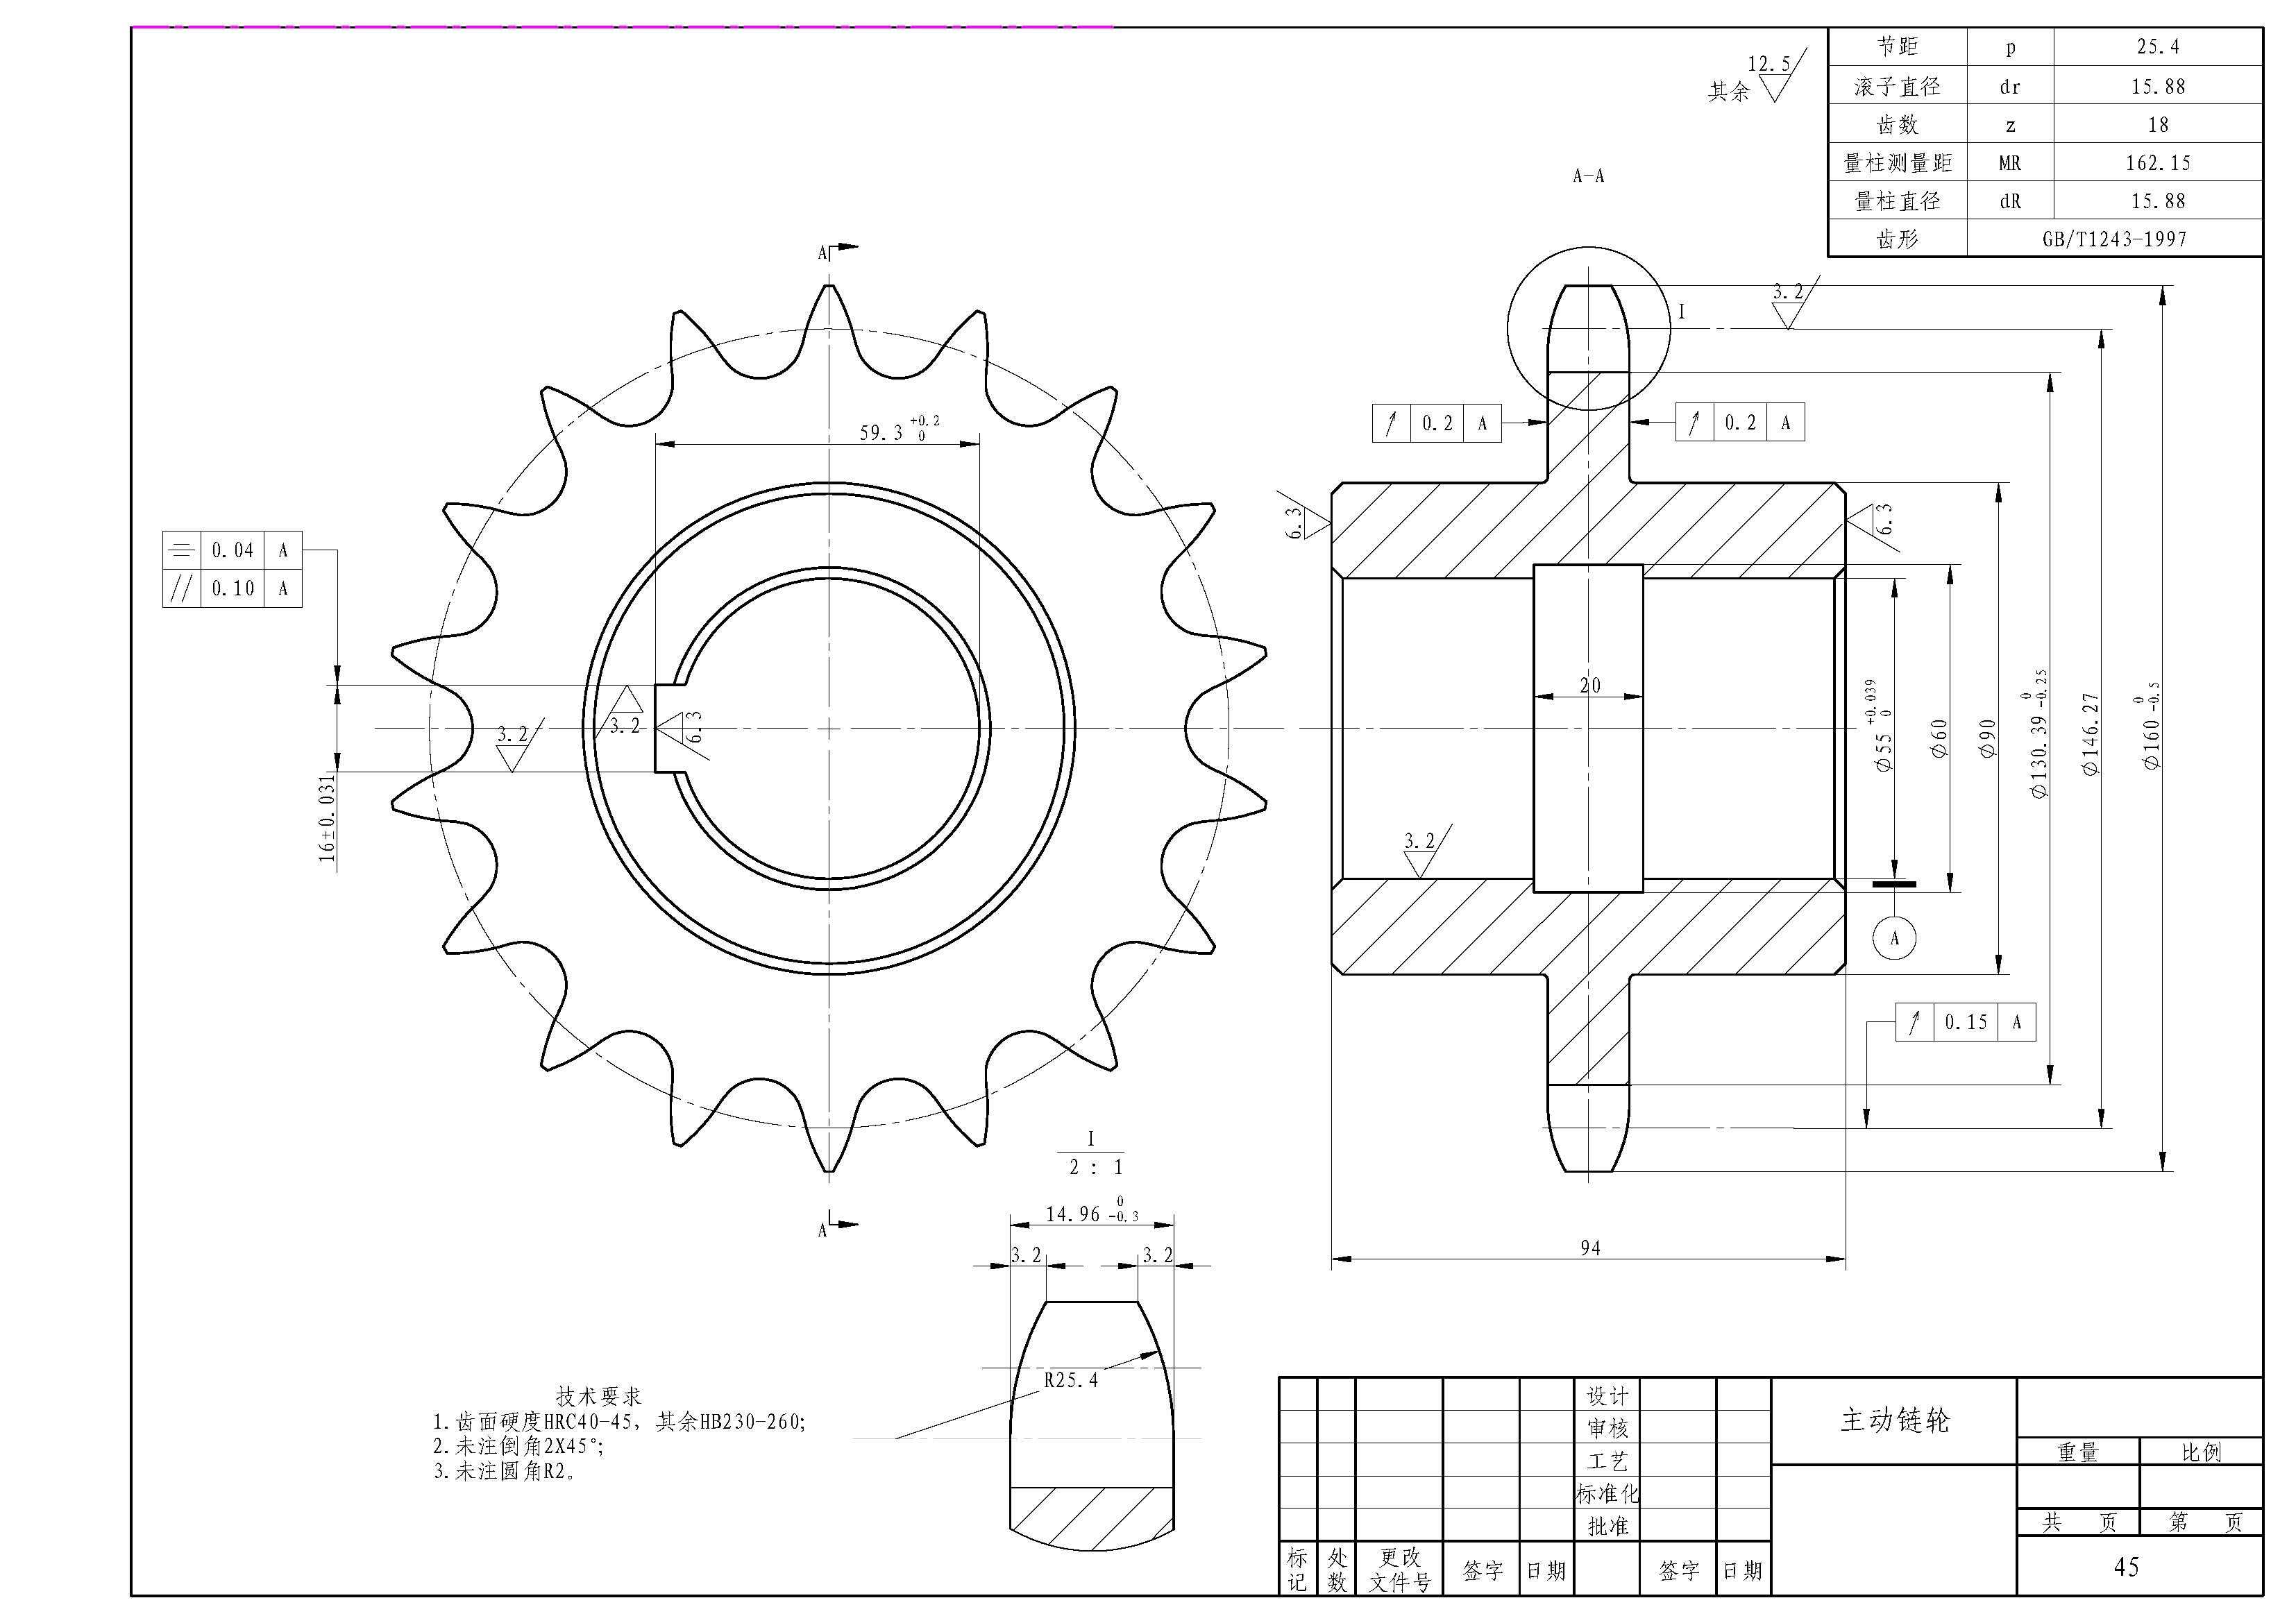 其余 12.5
节距 p 25.4
滚子直径 dr 15.88
齿数 z 18
量柱测量距 MR 162.15
量柱直径 dR 15.88
齿形 GB/T1243-1997
A-A
A
I
3.2
59.3 +0.2 0
0.2 A
0.2 A
6.3
6.3
⌯ 0.04 A
// 0.10 A
20
3.2
3.2
6.3
16±0.031
3.2
φ55 +0.039 0
φ60
φ90
φ130.39 0 -0.25
φ146.27
φ160 0 -0.5
A
0.15 A
A
I
2 : 1
14.96 0 -0.3
3.2
3.2
R25.4
94
技术要求
1.齿面硬度HRC40-45, 其余HB230-260;
2.未注倒角2X45°;
3.未注圆角R2。
设计
审核
工艺
标准化
批准
标记 处数 更改文件号 签字 日期 签字 日期
主动链轮
重量 比例
共 页 第 页
45